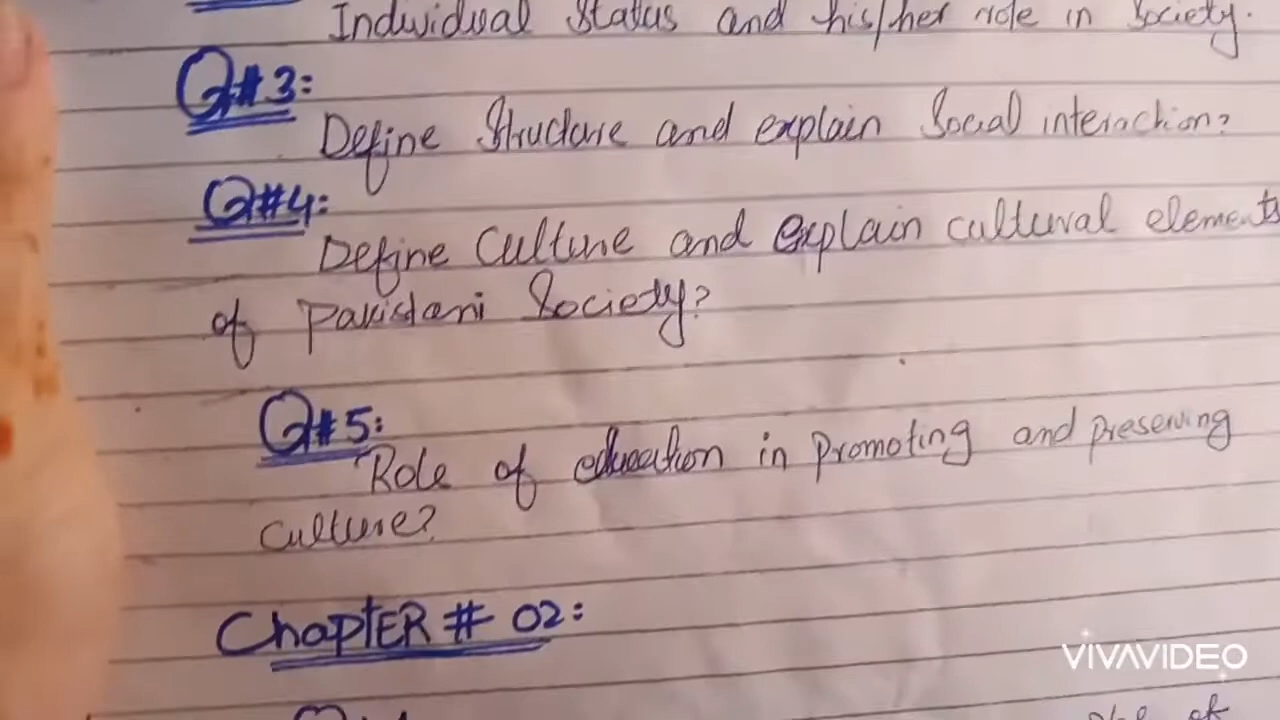 Individual Status and his/her role in Society.
Q#3:
Define Structure and explain Social interaction?
Q#4:
Define Culture and explain cultural elements
of Pakistani Society?
Q#5:
Role of education in Promoting and preserving
culture?
ChaptER # 02:
VIVAVIDEO